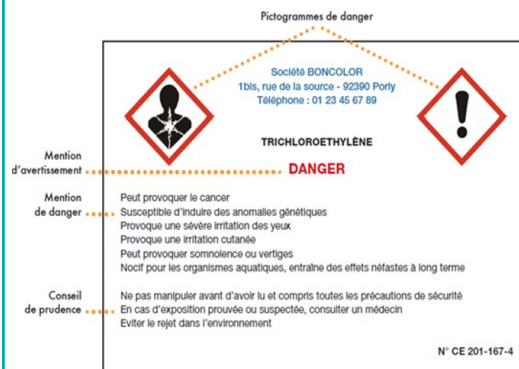 Pictogrammes de danger
Société BONCOLOR
1bis, rue de la source - 92390 Porly
Téléphone : 01 23 45 67 89
TRICHLOROETHYLÈNE
Mention
d'avertissement
DANGER
Mention
de danger
Peut provoquer le cancer
Susceptible d'induire des anomalies génétiques
Provoque une sévère irritation des yeux
Provoque une irritation cutanée
Peut provoquer somnolence ou vertiges
Nocif pour les organismes aquatiques, entraîne des effets néfastes à long terme
Conseil
de prudence
Ne pas manipuler avant d'avoir lu et compris toutes les précautions de sécurité
En cas d'exposition prouvée ou suspectée, consulter un médecin
Eviter le rejet dans l'environnement
N° CE 201-167-4